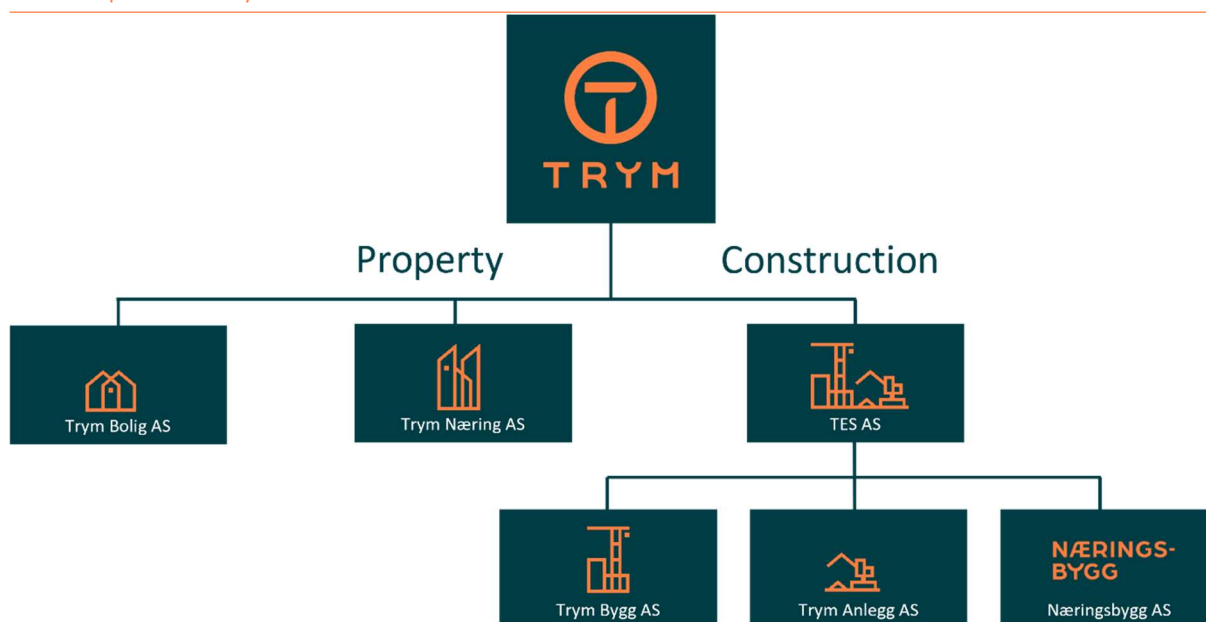 TRYM
Property
Construction
Trym Bolig AS
Trym Næring AS
TES AS
NÆRINGS-
BYGG
Trym Bygg AS
Trym Anlegg AS
Næringsbygg AS